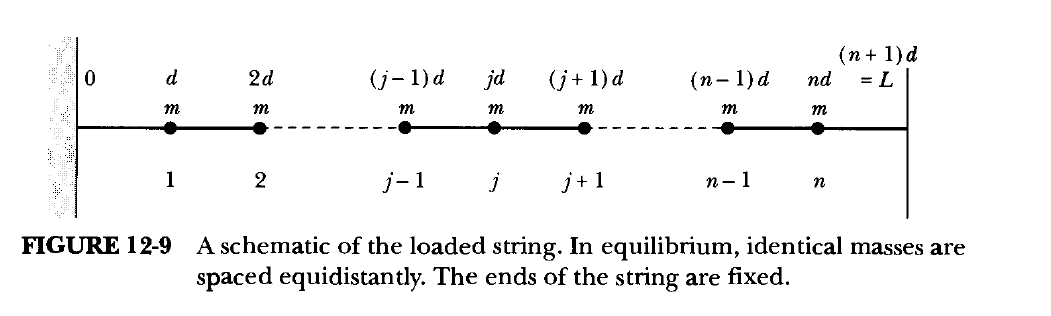 (n + 1)d
0 d 2d (j − 1)d jd (j + 1)d (n − 1)d nd = L
m m m m m m m
1 2 j − 1 j j + 1 n − 1 n
FIGURE 12-9 A schematic of the loaded string. In equilibrium, identical masses are
spaced equidistantly. The ends of the string are fixed.